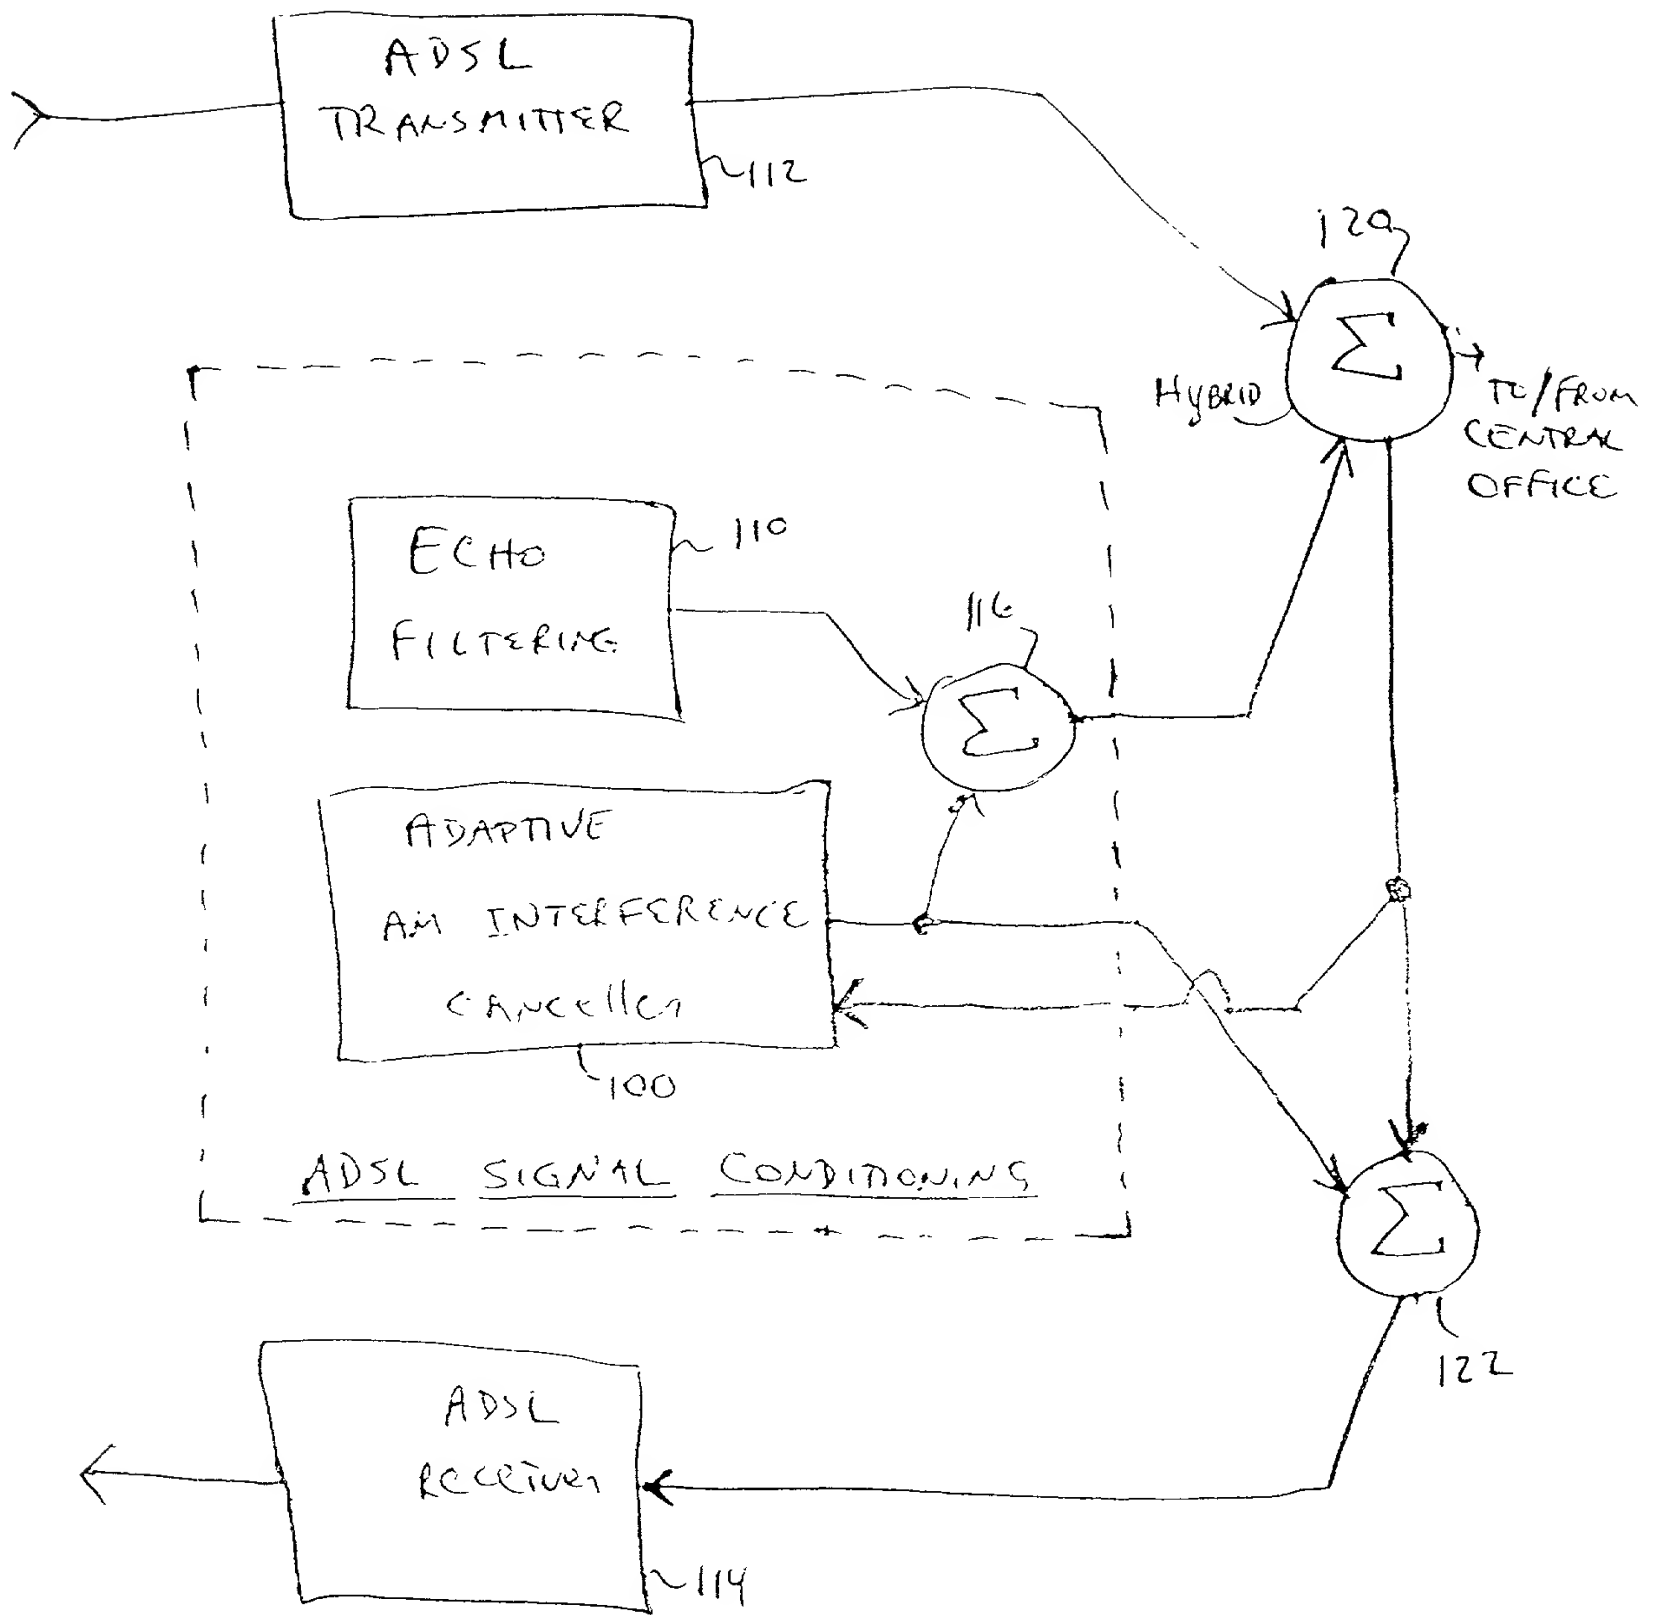 ADSL
TRANSMITTER
112
120
Σ
HYBRID
TO/FROM
CENTRAL
OFFICE
ECHO
FILTERING
110
116
Σ
ADAPTIVE
AM INTERFERENCE
Canceller
100
ADSL SIGNAL CONDITIONING
Σ
122
ADSL
Receiver
114